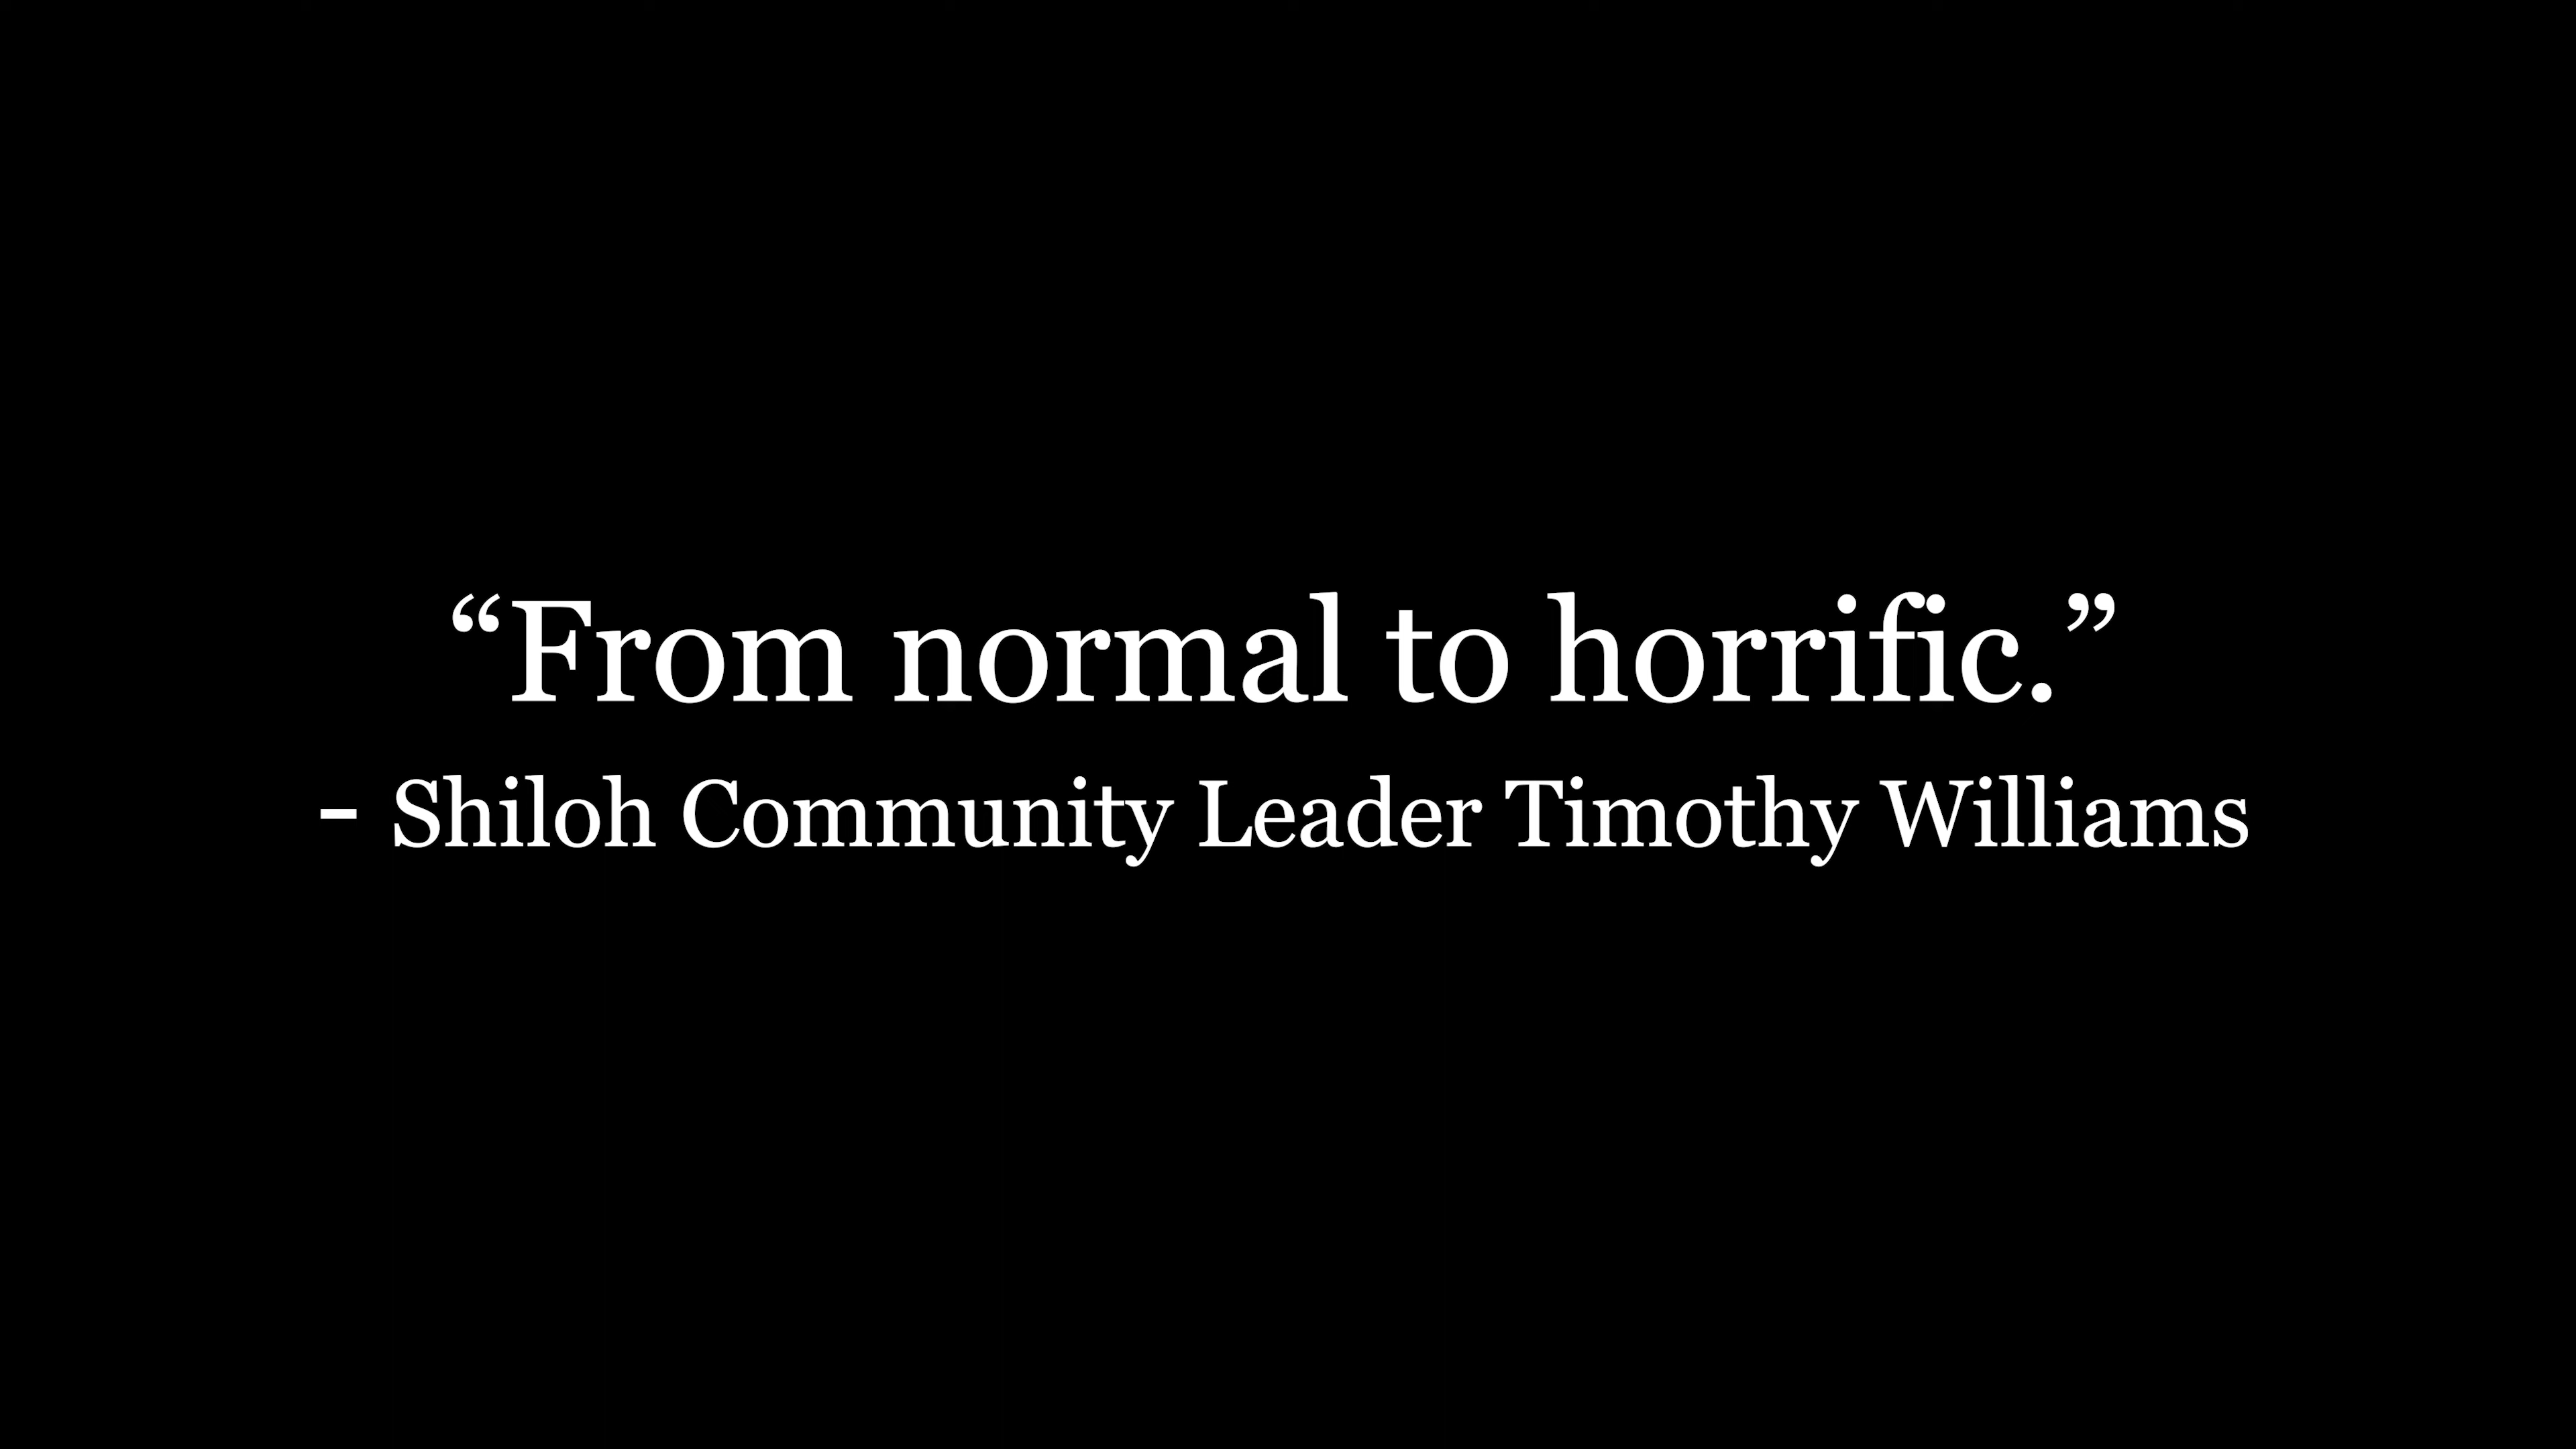 “From normal to horrific.”
- Shiloh Community Leader Timothy Williams